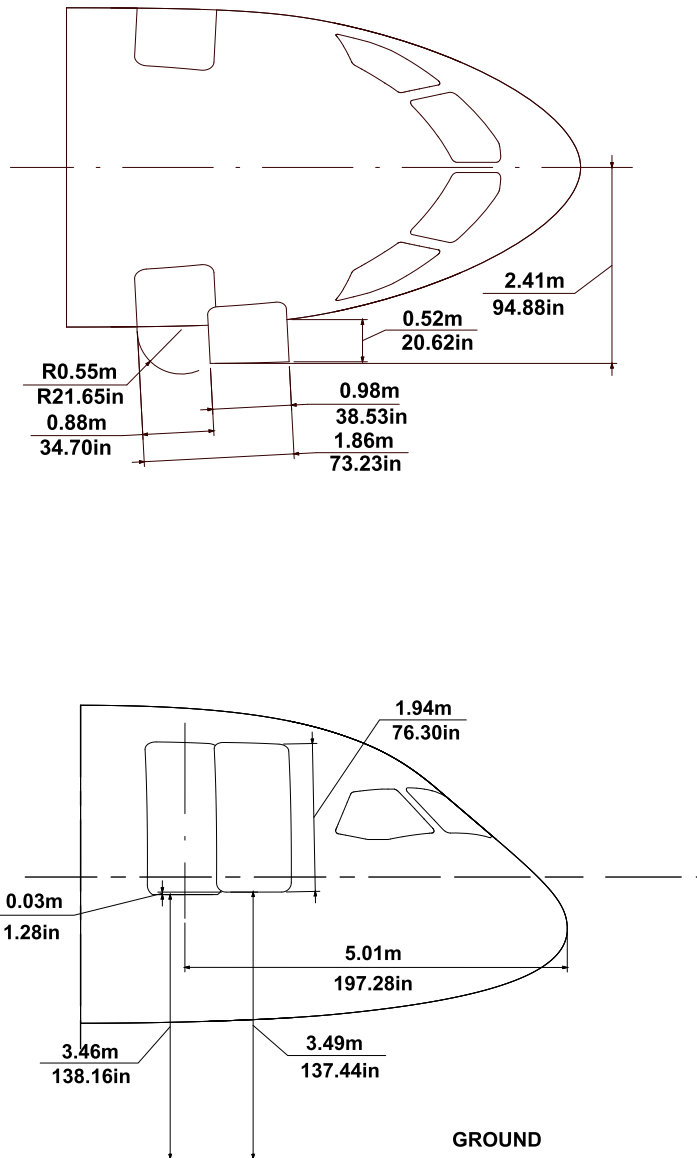 2.41m
94.88in
0.52m
20.62in
R0.55m
R21.65in
0.98m
38.53in
0.88m
34.70in
1.86m
73.23in
1.94m
76.30in
0.03m
1.28in
5.01m
197.28in
3.46m
138.16in
3.49m
137.44in
GROUND